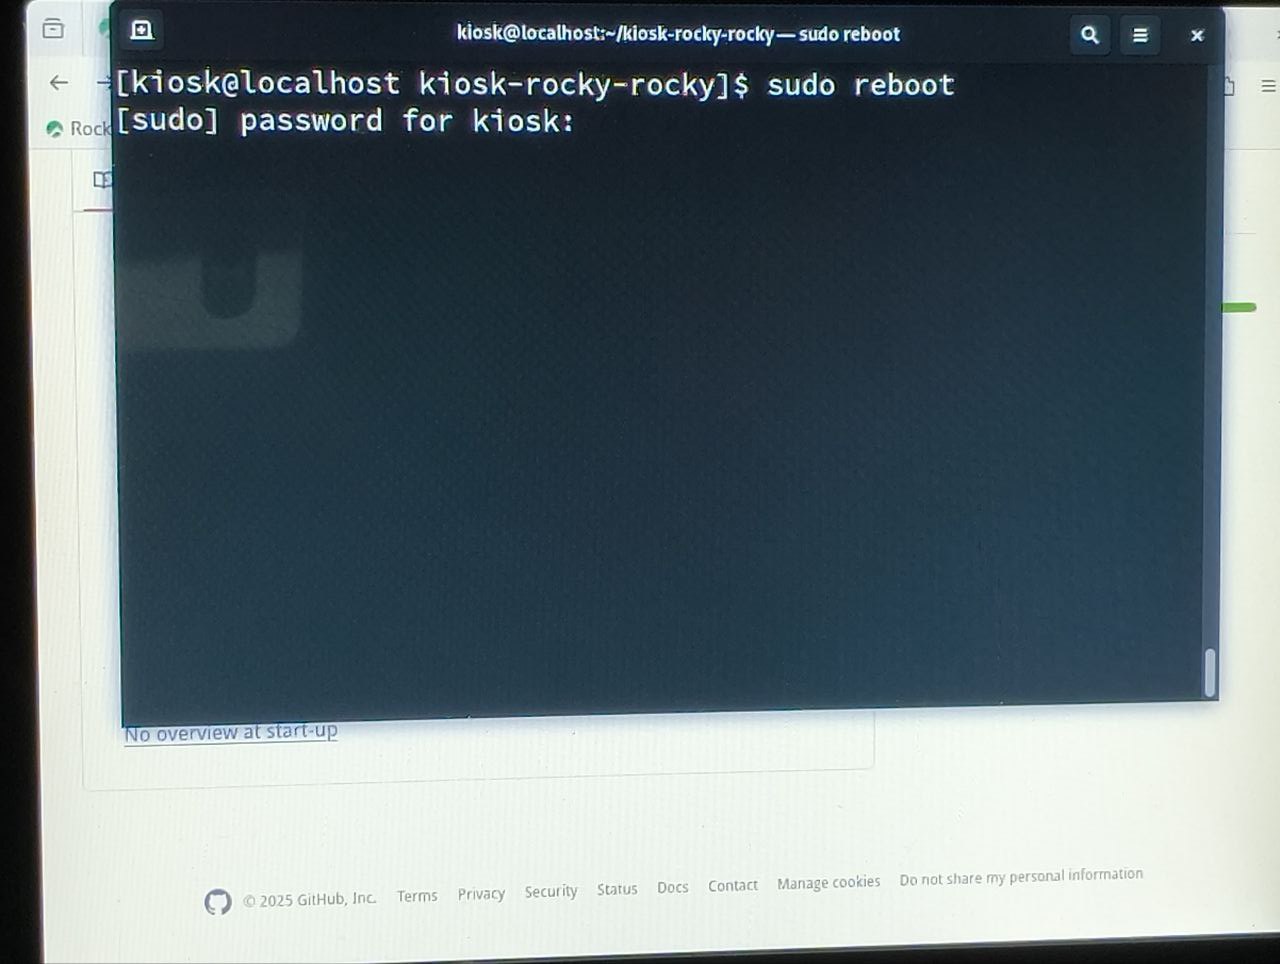 kiosk@localhost:~/kiosk-rocky-rocky — sudo reboot
[kiosk@localhost kiosk-rocky-rocky]$ sudo reboot
[sudo] password for kiosk:
Rock
No overview at start-up
© 2025 GitHub, Inc. Terms Privacy Security Status Docs Contact Manage cookies Do not share my personal information